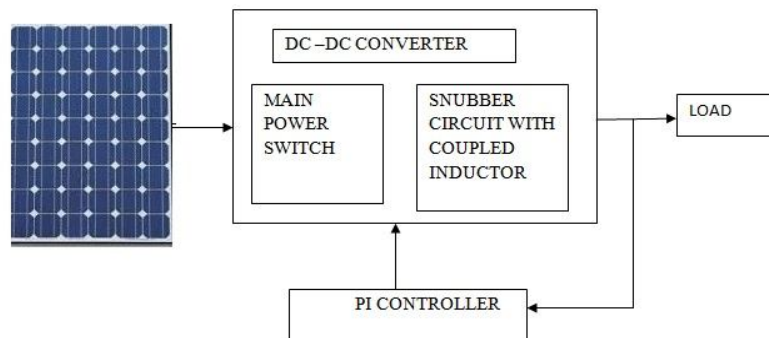 DC –DC CONVERTER
MAIN
POWER
SWITCH
SNUBBER
CIRCUIT WITH
COUPLED
INDUCTOR
LOAD
PI CONTROLLER